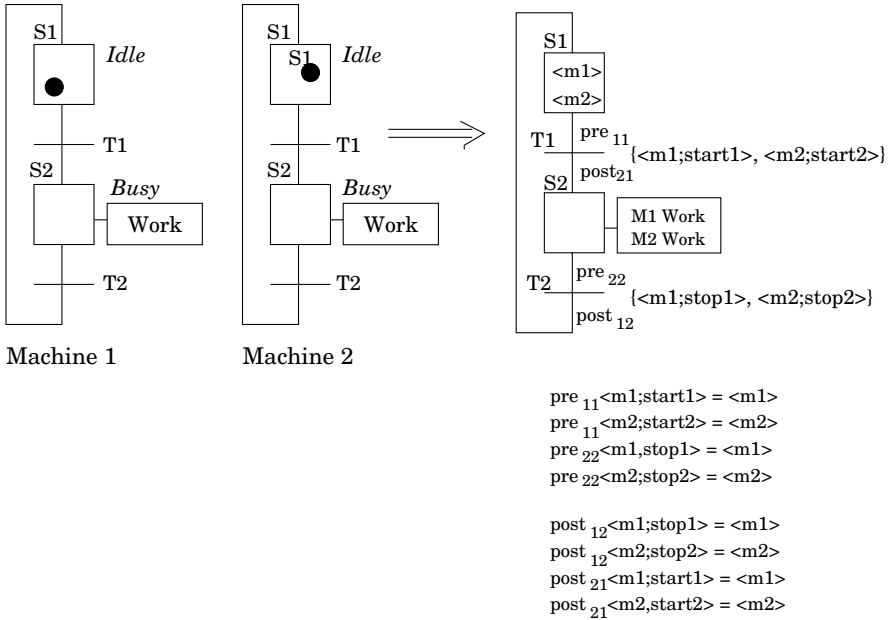 S1
Idle
T1
S2
Busy
Work
T2
Machine 1
S1
S1
Idle
T1
S2
Busy
Work
T2
Machine 2
S1
<m1>
<m2>
T1
pre 11
{<m1;start1>, <m2;start2>}
post 21
S2
M1 Work
M2 Work
T2
pre 22
{<m1;stop1>, <m2;stop2>}
post 12
pre 11 <m1;start1> = <m1>
pre 11 <m2;start2> = <m2>
pre 22 <m1,stop1> = <m1>
pre 22 <m2;stop2> = <m2>
post 12 <m1;stop1> = <m1>
post 12 <m2;stop2> = <m2>
post 21 <m1;start1> = <m1>
post 21 <m2,start2> = <m2>